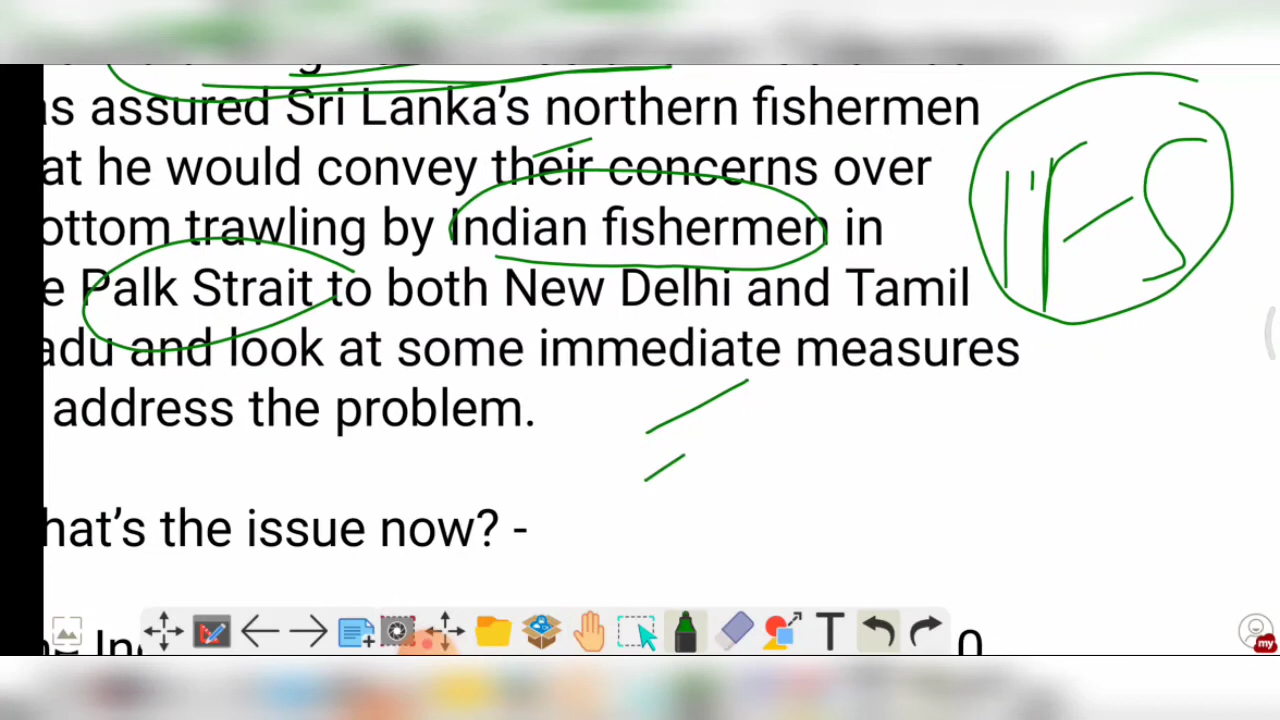 as assured Sri Lanka’s northern fishermen
at he would convey their concerns over
ottom trawling by Indian fishermen in
e Palk Strait to both New Delhi and Tamil
adu and look at some immediate measures
address the problem.
IFS
hat’s the issue now? -
my